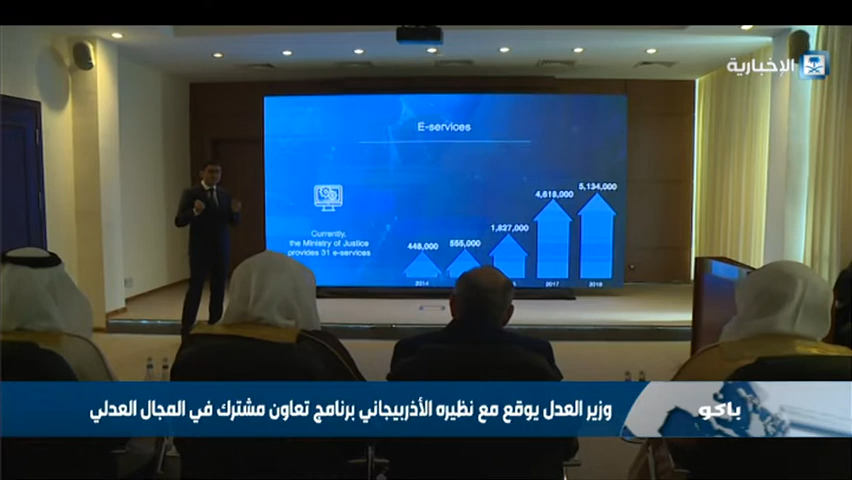 الإخبارية
E-services
Currently,
the Ministry of Justice
provides 31 e-services
448,000
555,000
1,827,000
4,618,000
5,134,000
2014
2017
2018
باكو
وزير العدل يوقع مع نظيره الأذربيجاني برنامج تعاون مشترك في المجال العدلي